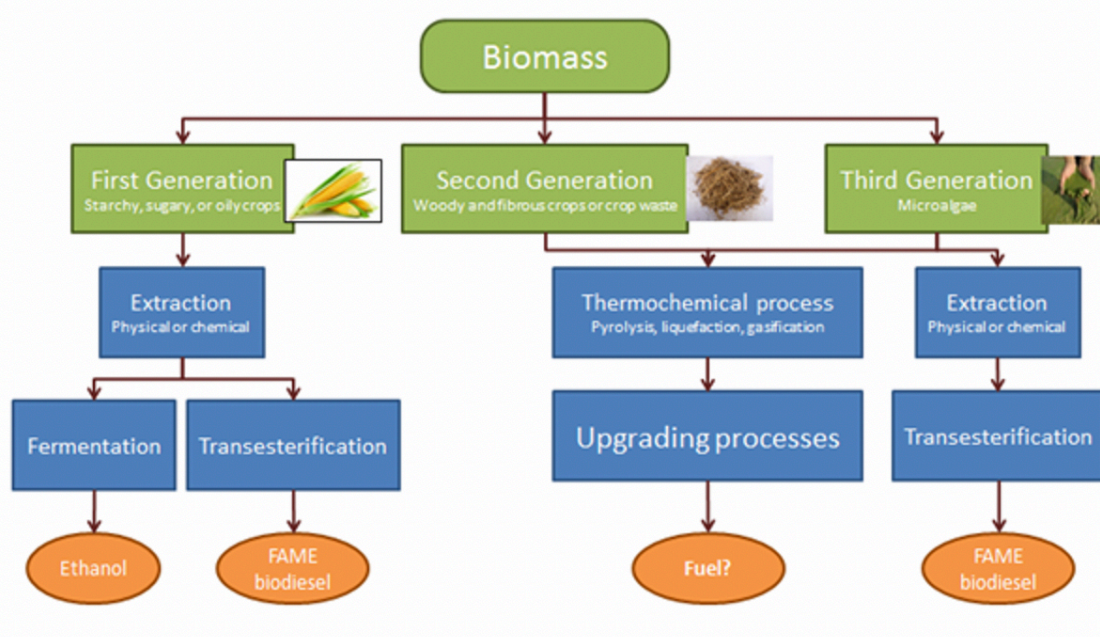 Biomass
First Generation
Starchy, sugary, or oily crops
Second Generation
Woody and fibrous crops or crop waste
Third Generation
Microalgae
Extraction
Physical or chemical
Thermochemical process
Pyrolysis, liquefaction, gasification
Extraction
Physical or chemical
Fermentation
Transesterification
Upgrading processes
Transesterification
Ethanol
FAME
biodiesel
Fuel?
FAME
biodiesel